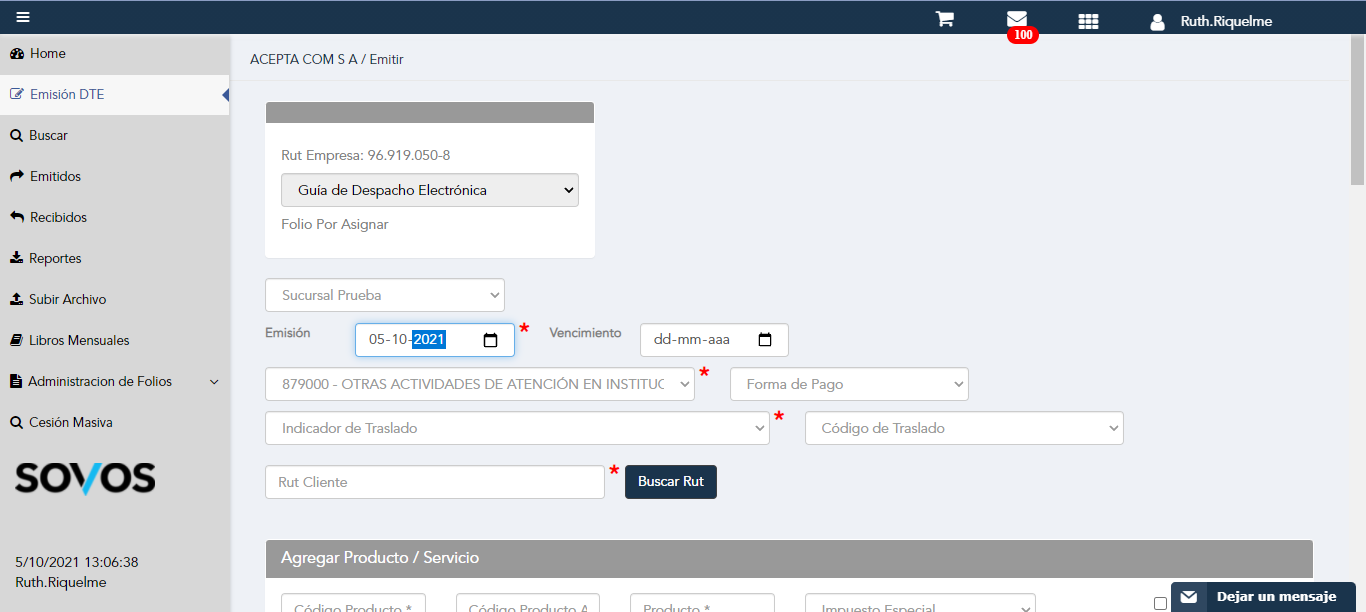 100
Ruth.Riquelme
Home
Emisión DTE
Buscar
Emitidos
Recibidos
Reportes
Subir Archivo
Libros Mensuales
Administracion de Folios
Cesión Masiva
SOVOS
5/10/2021 13:06:38
Ruth.Riquelme
ACEPTA COM S A / Emitir
Rut Empresa: 96.919.050-8
Guía de Despacho Electrónica
Folio Por Asignar
Sucursal Prueba
Emisión 05-10-2021 * Vencimiento dd-mm-aaa
879000 - OTRAS ACTIVIDADES DE ATENCIÓN EN INSTITUC * Forma de Pago
Indicador de Traslado * Código de Traslado
Rut Cliente * Buscar Rut
Agregar Producto / Servicio
Código Producto * Código Producto A Producto * Impuesto Especial
Dejar un mensaje